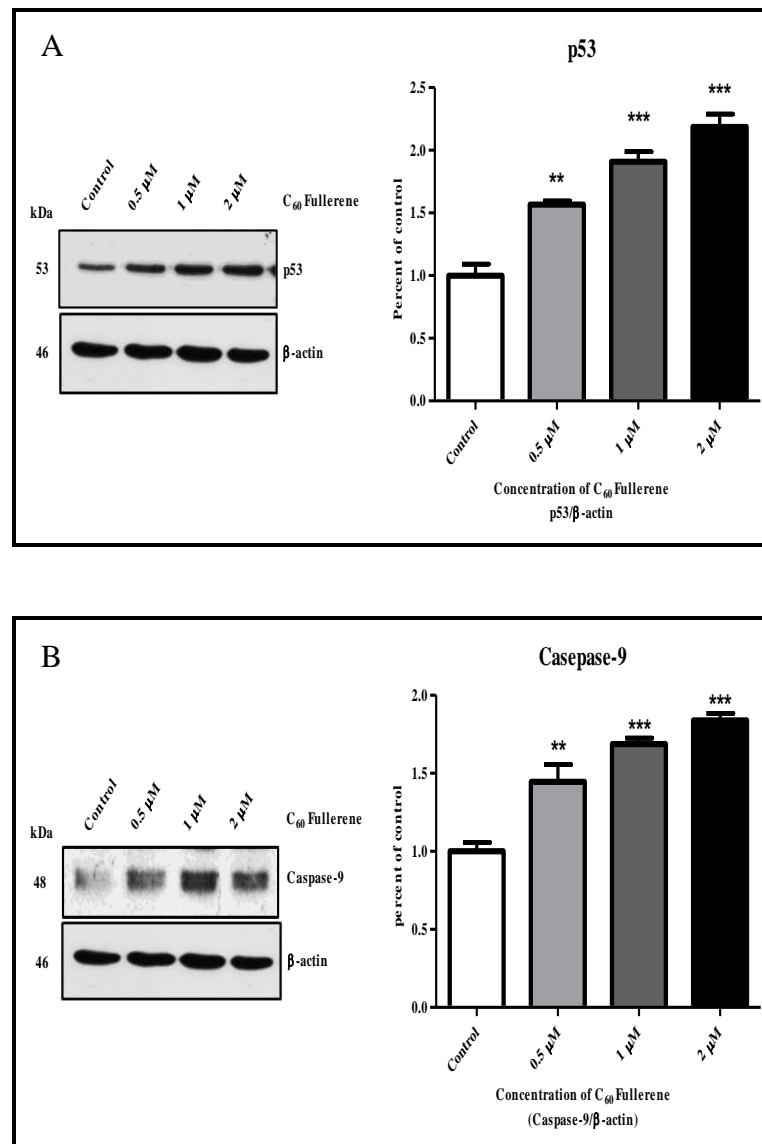 A
p53
Control
0.5 µM
1 µM
2 µM
C60 Fullerene
kDa
53
p53
46
β-actin
Percent of control
2.5
2.0
1.5
1.0
0.5
0.0
**
***
***
Control
0.5 µM
1 µM
2 µM
Concentration of C60 Fullerene
p53/β-actin
B
Casepase-9
Control
0.5 µM
1 µM
2 µM
C60 Fullerene
kDa
48
Caspase-9
46
β-actin
percent of control
2.0
1.5
1.0
0.5
0.0
**
***
***
Control
0.5 µM
1 µM
2 µM
Concentration of C60 Fullerene
(Caspase-9/β-actin)